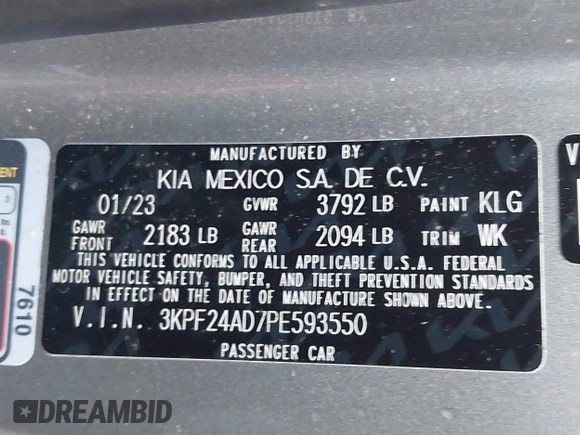 MANUFACTURED BY
KIA MEXICO S.A. DE C.V.
01/23 GVWR 3792 LB PAINT KLG
GAWR FRONT 2183 LB GAWR REAR 2094 LB TRIM WK
THIS VEHICLE CONFORMS TO ALL APPLICABLE U.S.A. FEDERAL
MOTOR VEHICLE SAFETY, BUMPER, AND THEFT PREVENTION STANDARDS
IN EFFECT ON THE DATE OF MANUFACTURE SHOWN ABOVE.
V.I.N. 3KPF24AD7PE593550
PASSENGER CAR
7610
3
V
DREAMBID